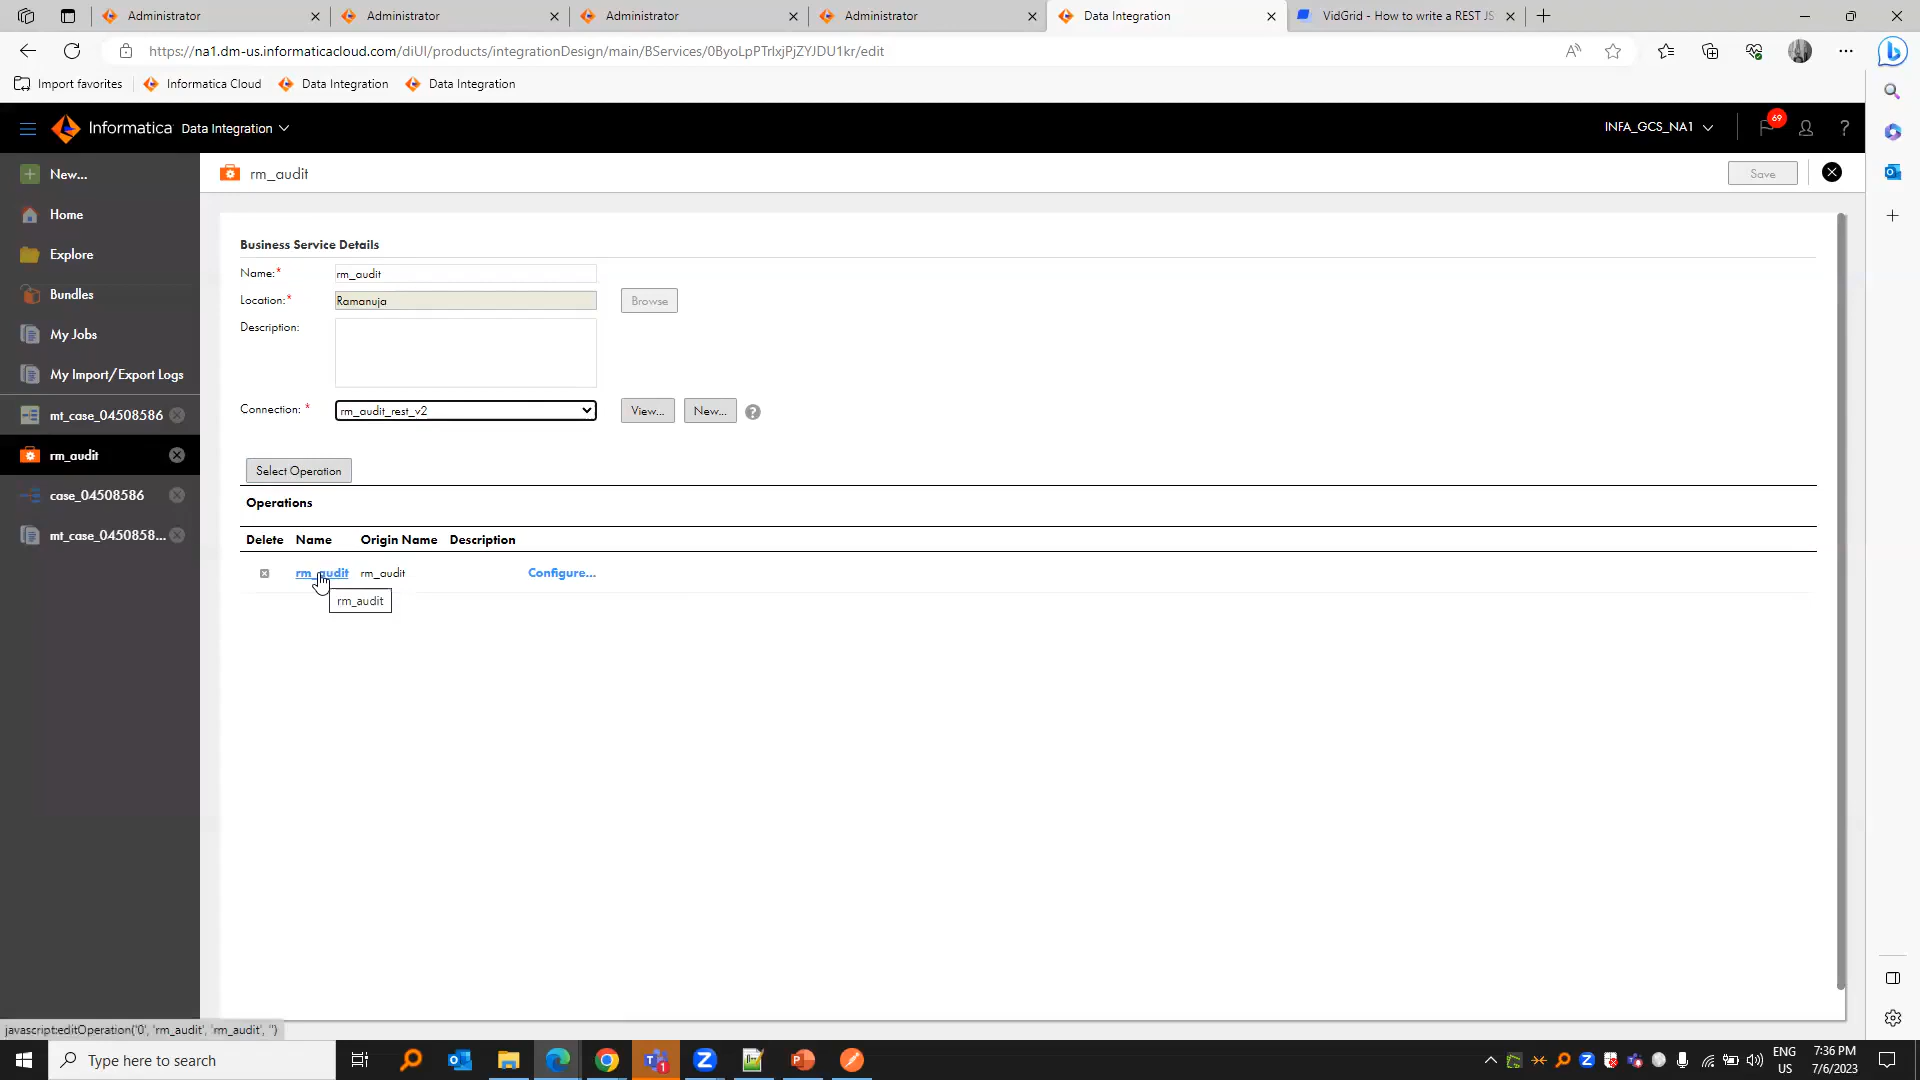 Administrator
Administrator
Administrator
Administrator
Data Integration
VidGrid - How to write a REST JS
https://na1.dm-us.informaticacloud.com/diUI/products/integrationDesign/main/BServices/0ByoLpPTrlxjPjZYJDU1kr/edit
Import favorites
Informatica Cloud
Data Integration
Data Integration
Informatica Data Integration
INFA_GCS_NA1
69
New...
rm_audit
Save
Home
Explore
Bundles
My Jobs
My Import/Export Logs
mt_case_04508586
rm_audit
case_04508586
mt_case_0450858...
Business Service Details
Name:* rm_audit
Location:* Ramanuja Browse
Description:
Connection: * rm_audit_rest_v2 View... New... ?
Select Operation
Operations
Delete Name Origin Name Description
rm_audit rm_audit Configure...
rm_audit
javascript:editOperation('0', 'rm_audit', 'rm_audit', '')
Type here to search
ENG
US
7:36 PM
7/6/2023